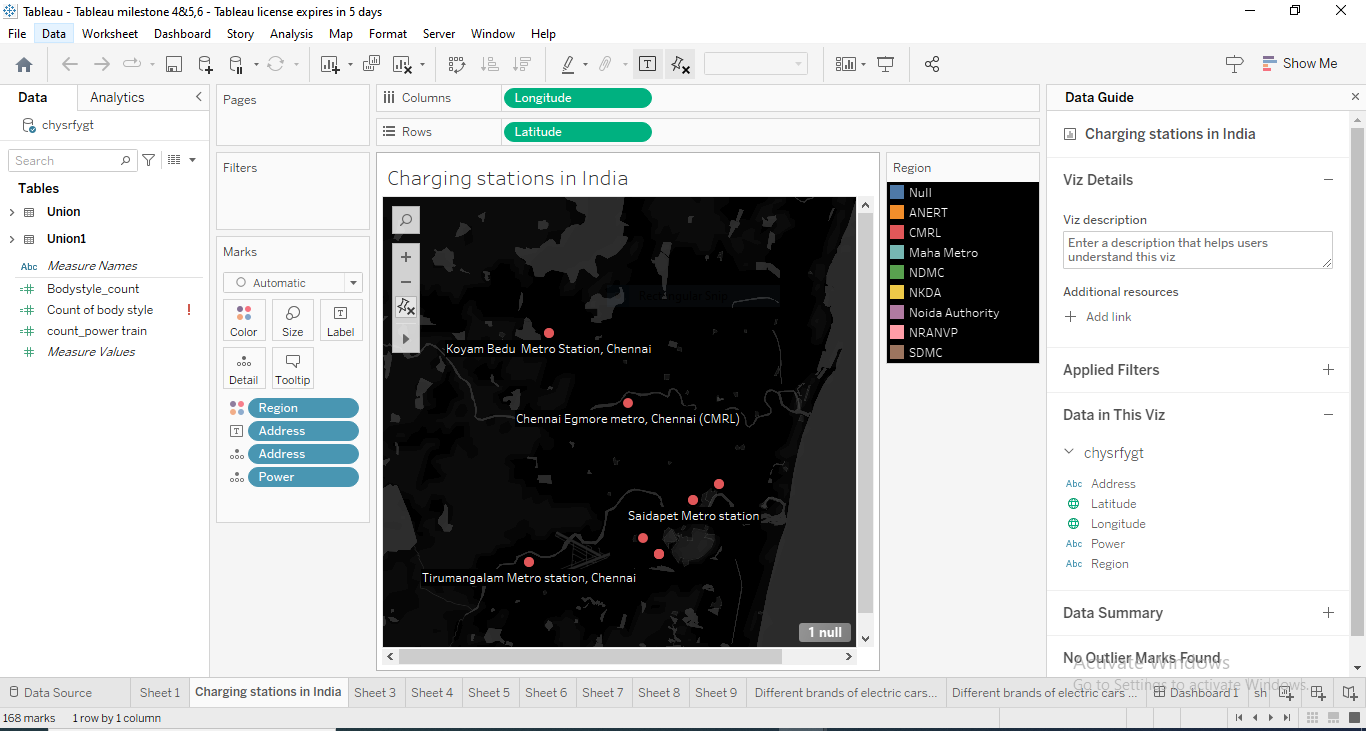 Tableau - Tableau milestone 4&5,6 - Tableau license expires in 5 days
File Data Worksheet Dashboard Story Analysis Map Format Server Window Help
Show Me
Data Analytics
chysrfygt
Search
Tables
Union
Union1
Abc Measure Names
Bodystyle_count
Count of body style !
count_power train
Measure Values
Pages
Filters
Marks
Automatic
Color Size Label
Detail Tooltip
Region
Address
Address
Power
Columns Longitude
Rows Latitude
Charging stations in India
Koyam Bedu Metro Station, Chennai
Chennai Egmore metro, Chennai (CMRL)
Saidapet Metro station
Tirumangalam Metro station, Chennai
1 null
Region
Null
ANERT
CMRL
Maha Metro
NDMC
NKDA
Noida Authority
NRANVP
SDMC
Data Guide
Charging stations in India
Viz Details
Viz description
Enter a description that helps users
understand this viz
Additional resources
Add link
Applied Filters
Data in This Viz
chysrfygt
Abc Address
Latitude
Longitude
Abc Power
Abc Region
Data Summary
No Outlier Marks Found
Activate Windows
Go to Settings to activate Windows.
Data Source Sheet 1 Charging stations in India Sheet 3 Sheet 4 Sheet 5 Sheet 6 Sheet 7 Sheet 8 Sheet 9 Different brands of electric cars... Different brands of electric cars ... Dashboard 1 sh
168 marks 1 row by 1 column